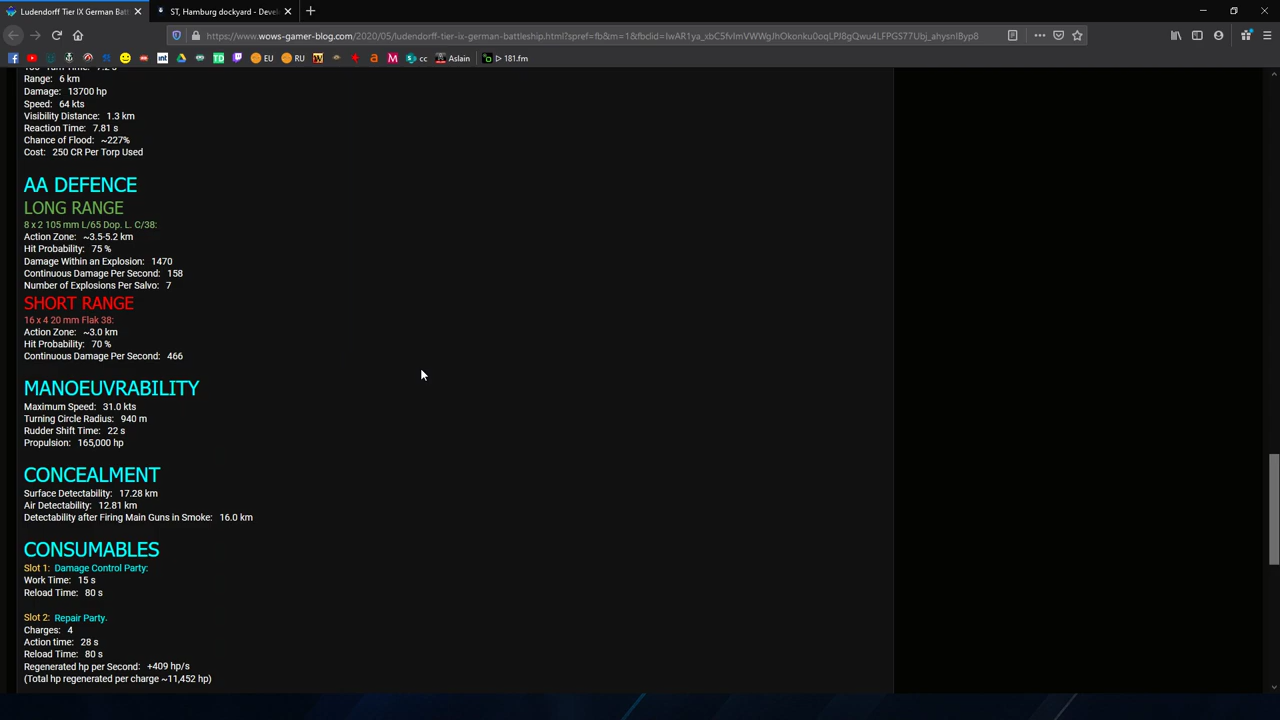 Ludendorff Tier IX German Batt
ST, Hamburg dockyard - Devel
https://www.wows-gamer-blog.com/2020/05/ludendorff-tier-ix-german-battleship.html?spref=fb&m=1&fbclid=
EU
RU
cc
Aslain
181.fm
Range: 6 km
Damage: 13700 hp
Speed: 64 kts
Visibility Distance: 1.3 km
Reaction Time: 7.81 s
Chance of Flood: ~227%
Cost: 250 CR Per Torp Used
AA DEFENCE
LONG RANGE
8 x 2 105 mm L/65 Dop. L. C/38:
Action Zone: ~3.5-5.2 km
Hit Probability: 75 %
Damage Within an Explosion: 1470
Continuous Damage Per Second: 158
Number of Explosions Per Salvo: 7
SHORT RANGE
16 x 4 20 mm Flak 38:
Action Zone: ~3.0 km
Hit Probability: 70 %
Continuous Damage Per Second: 466
MANOEUVRABILITY
Maximum Speed: 31.0 kts
Turning Circle Radius: 940 m
Rudder Shift Time: 22 s
Propulsion: 165,000 hp
CONCEALMENT
Surface Detectability: 17.28 km
Air Detectability: 12.81 km
Detectability after Firing Main Guns in Smoke: 16.0 km
CONSUMABLES
Slot 1: Damage Control Party:
Work Time: 15 s
Reload Time: 80 s
Slot 2: Repair Party.
Charges: 4
Action time: 28 s
Reload Time: 80 s
Regenerated hp per Second: +409 hp/s
(Total hp regenerated per charge ~11,452 hp)